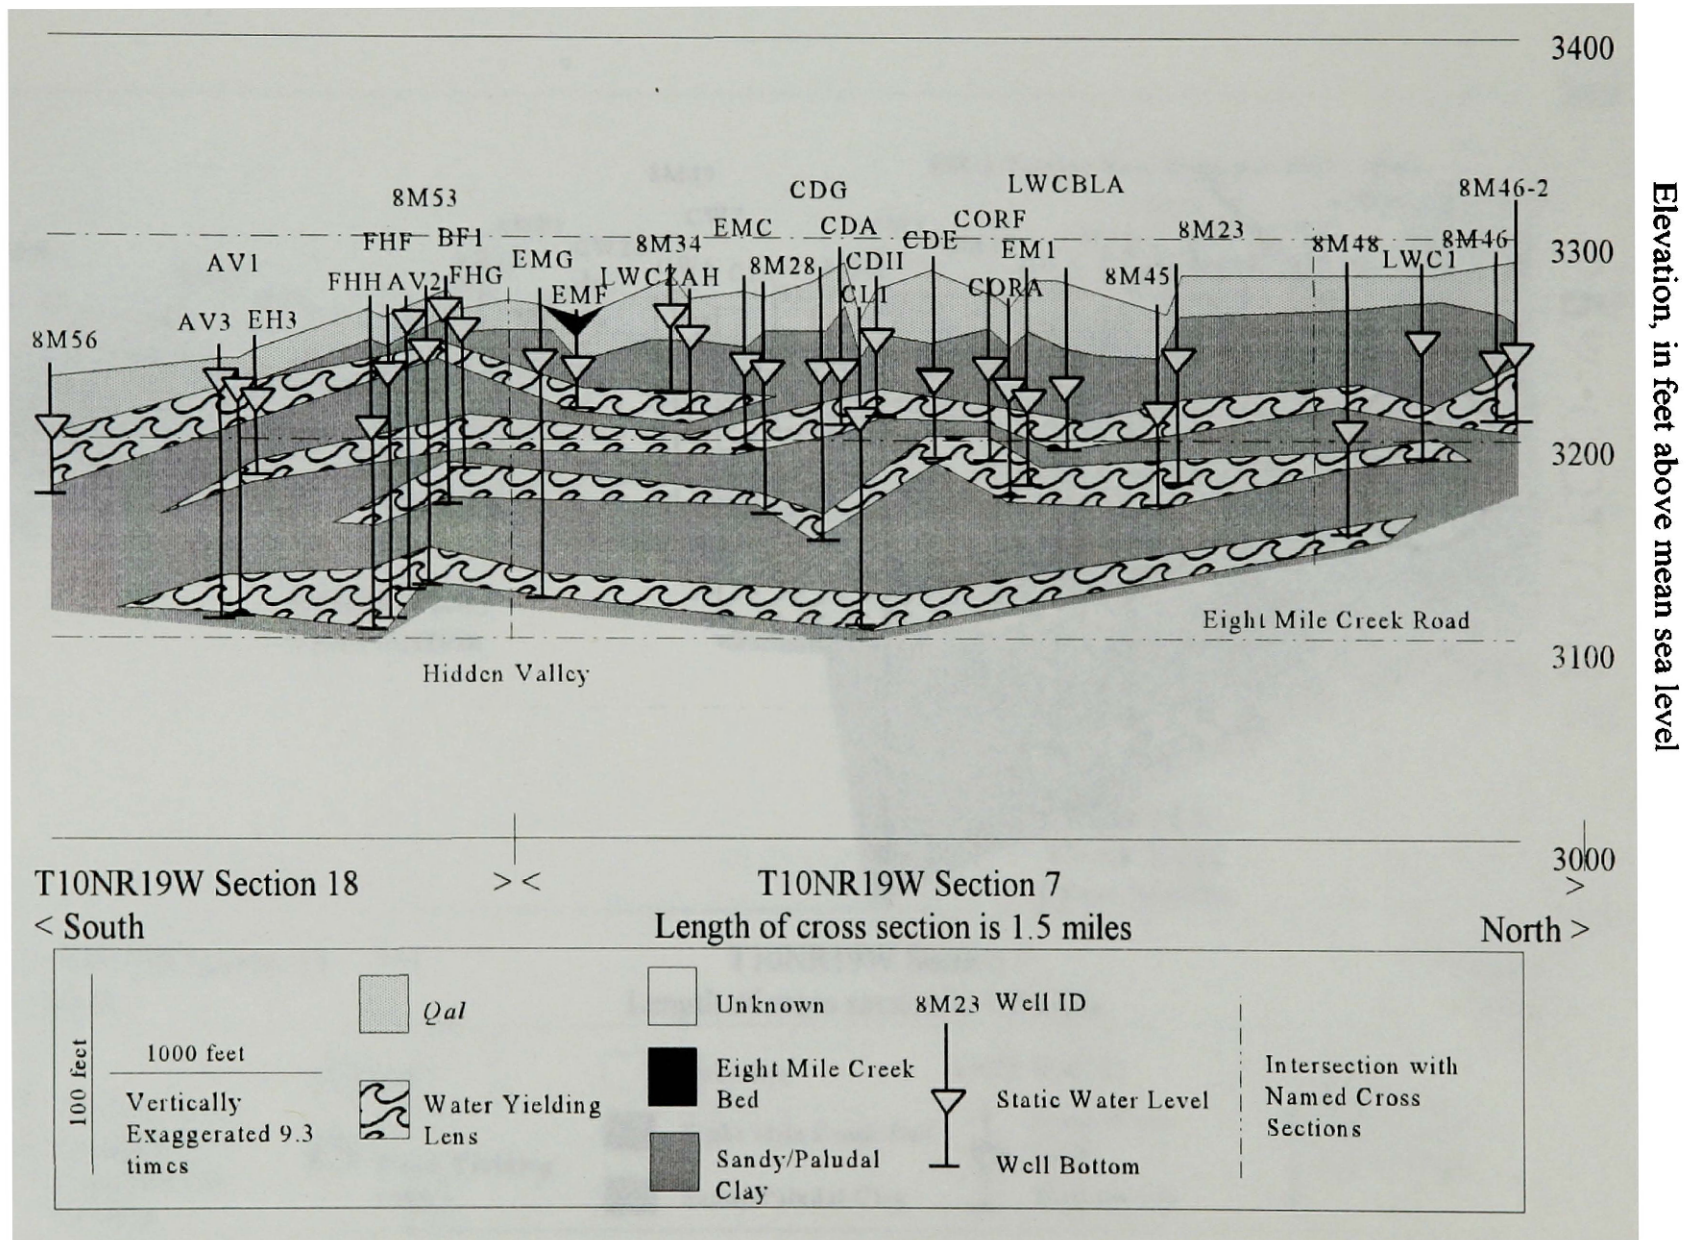 3400
Elevation, in feet above mean sea level
LWCBLA
CDG
8M46-2
8M53
CORF
CDA
EMC
8M23
FHF
BF1
CDE
8M34
EM1
8M48
8M46
AV1
EMG
CDH
LWC1
3300
FHH
AV2
FHG
LWCZAH
8M28
8M45
EMF
CL1
CDRA
AV3
EH3
8M56
3200
Eight Mile Creek Road
3100
Hidden Valley
3000
T10NR19W Section 18
> <
T10NR19W Section 7
>
< South
Length of cross section is 1.5 miles
North >
100 feet
1000 feet
Vertically
Exaggerated 9.3
times
Qal
Water Yielding
Lens
Unknown
Eight Mile Creek
Bed
Sandy/Paludal
Clay
8M23 Well ID
Static Water Level
Well Bottom
Intersection with
Named Cross
Sections